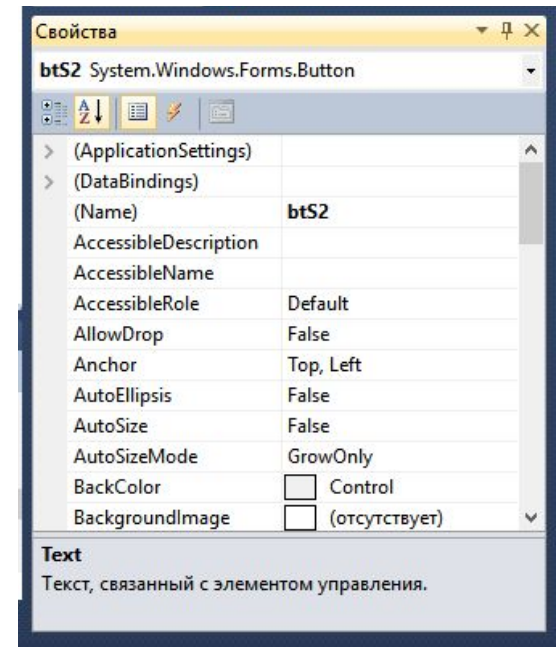 Свойства
btS2 System.Windows.Forms.Button
(ApplicationSettings)
(DataBindings)
(Name) btS2
AccessibleDescription
AccessibleName
AccessibleRole Default
AllowDrop False
Anchor Top, Left
AutoEllipsis False
AutoSize False
AutoSizeMode GrowOnly
BackColor Control
BackgroundImage (отсутствует)
Text
Текст, связанный с элементом управления.